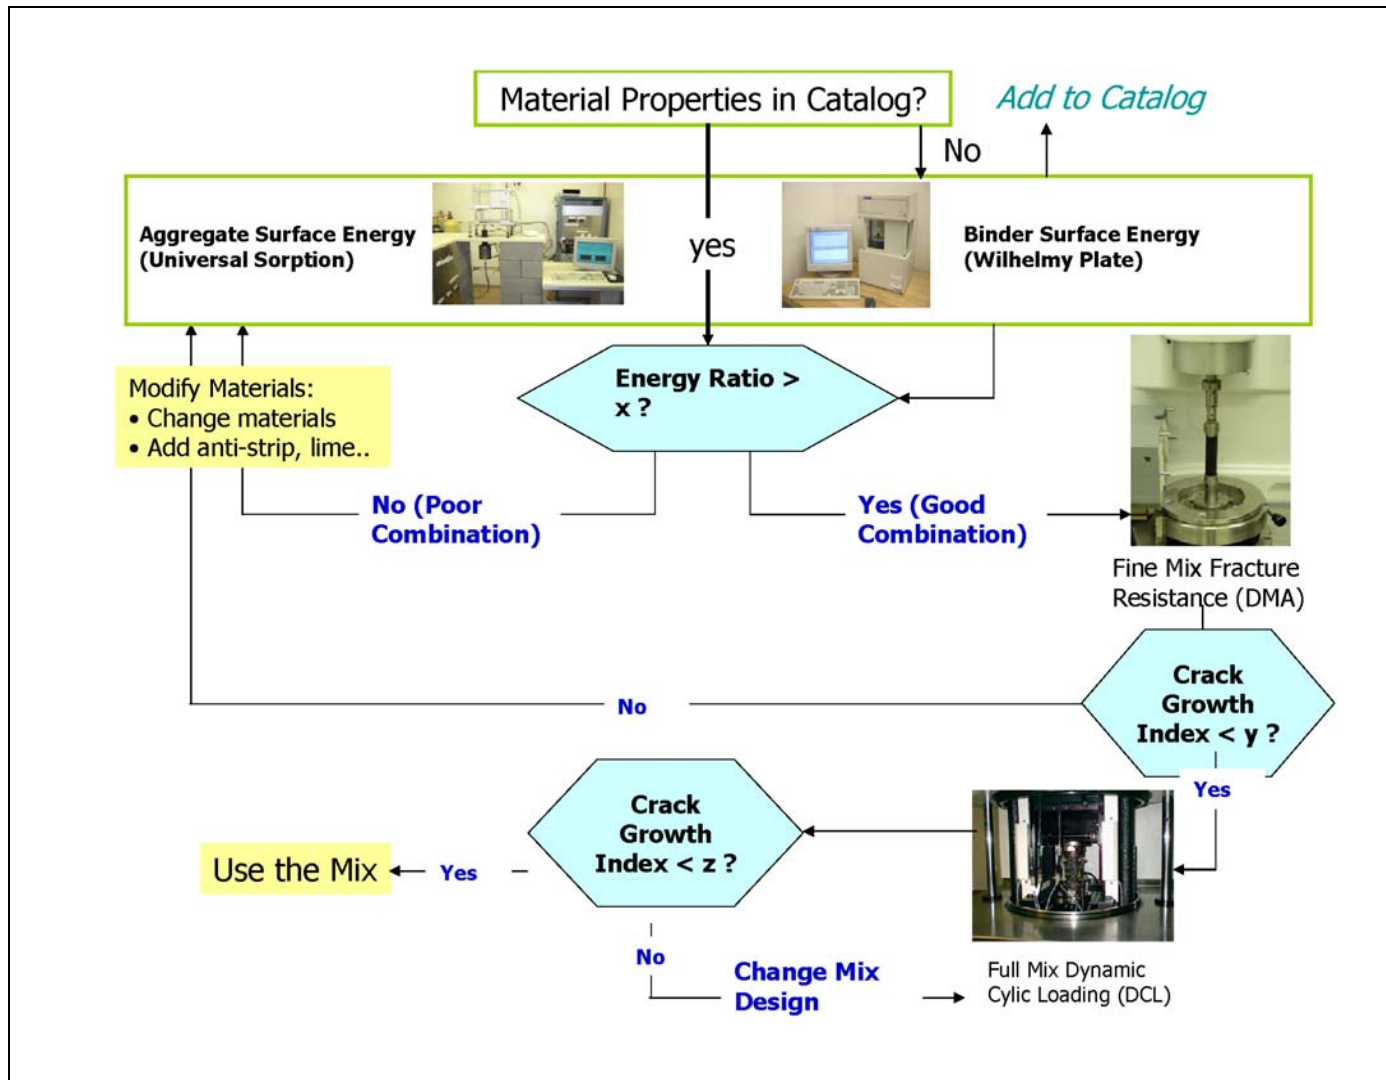 Material Properties in Catalog?
Add to Catalog
No
Aggregate Surface Energy
(Universal Sorption)
yes
Binder Surface Energy
(Wilhelmy Plate)
Modify Materials:
• Change materials
• Add anti-strip, lime..
Energy Ratio >
x ?
No (Poor
Combination)
Yes (Good
Combination)
Fine Mix Fracture
Resistance (DMA)
Crack
Growth
Index < y ?
No
Yes
Crack
Growth
Index < z ?
Use the Mix
Yes
No
Change Mix
Design
Full Mix Dynamic
Cylic Loading (DCL)